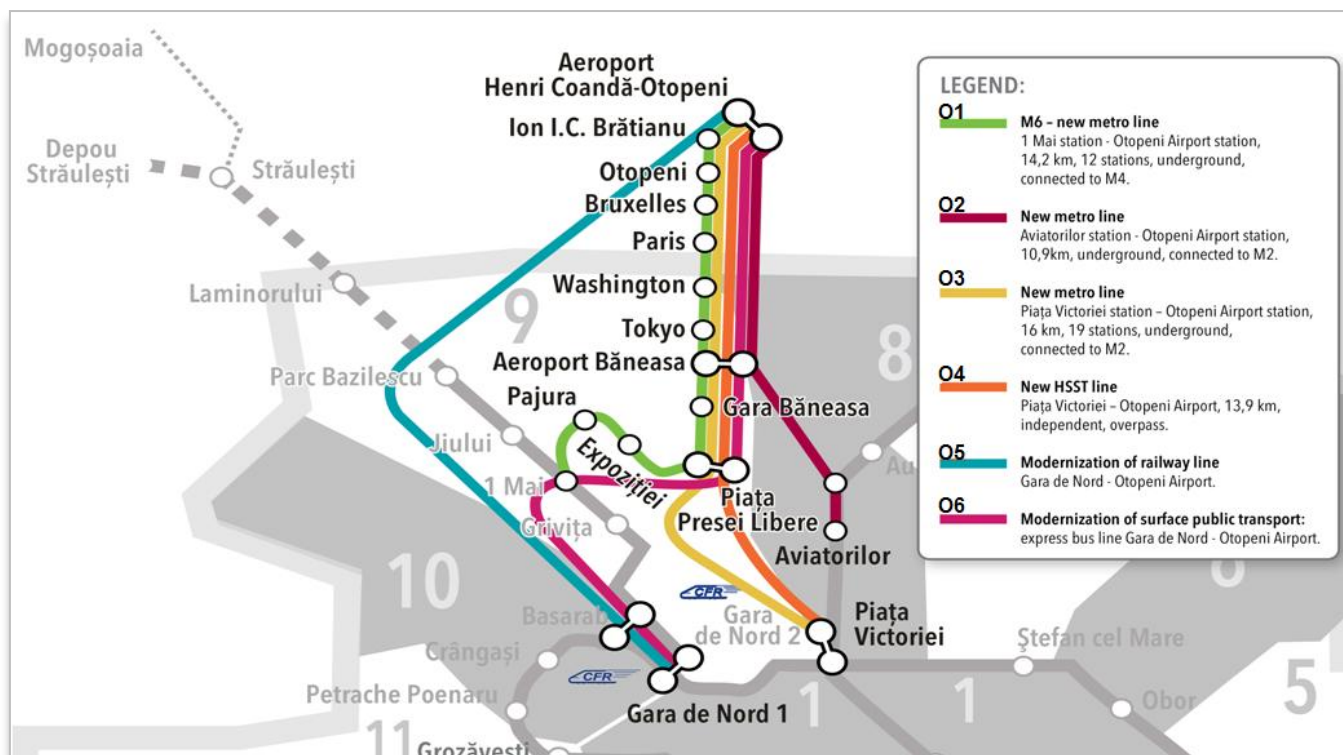 Mogoșoaia
Depou
Străulești
Străulești
Laminorului
Parc Bazilescu
Jiului
1 Mai
Grivița
Basarab
Crângași
Petrache Poenaru
Grozăvești
Aeroport
Henri Coandă-Otopeni
Ion I.C. Brătianu
Otopeni
Bruxelles
Paris
Washington
Tokyo
Aeroport Băneasa
Gara Băneasa
Pajura
Expoziției
Piața
Presei Libere
Aviatorilor
Au
CFR
Gara
de Nord 2
Piața
Victoriei
CFR
Gara de Nord 1
Ştefan cel Mare
Obor
9
8
10
11
1
1
5
LEGEND:
O1
M6 – new metro line
1 Mai station - Otopeni Airport station,
14,2 km, 12 stations, underground,
connected to M4.
O2
New metro line
Aviatorilor station - Otopeni Airport station,
10,9km, underground, connected to M2.
O3
New metro line
Piața Victoriei station – Otopeni Airport station,
16 km, 19 stations, underground,
connected to M2.
O4
New HSST line
Piața Victoriei – Otopeni Airport, 13,9 km,
independent, overpass.
O5
Modernization of railway line
Gara de Nord - Otopeni Airport.
O6
Modernization of surface public transport:
express bus line Gara de Nord - Otopeni Airport.